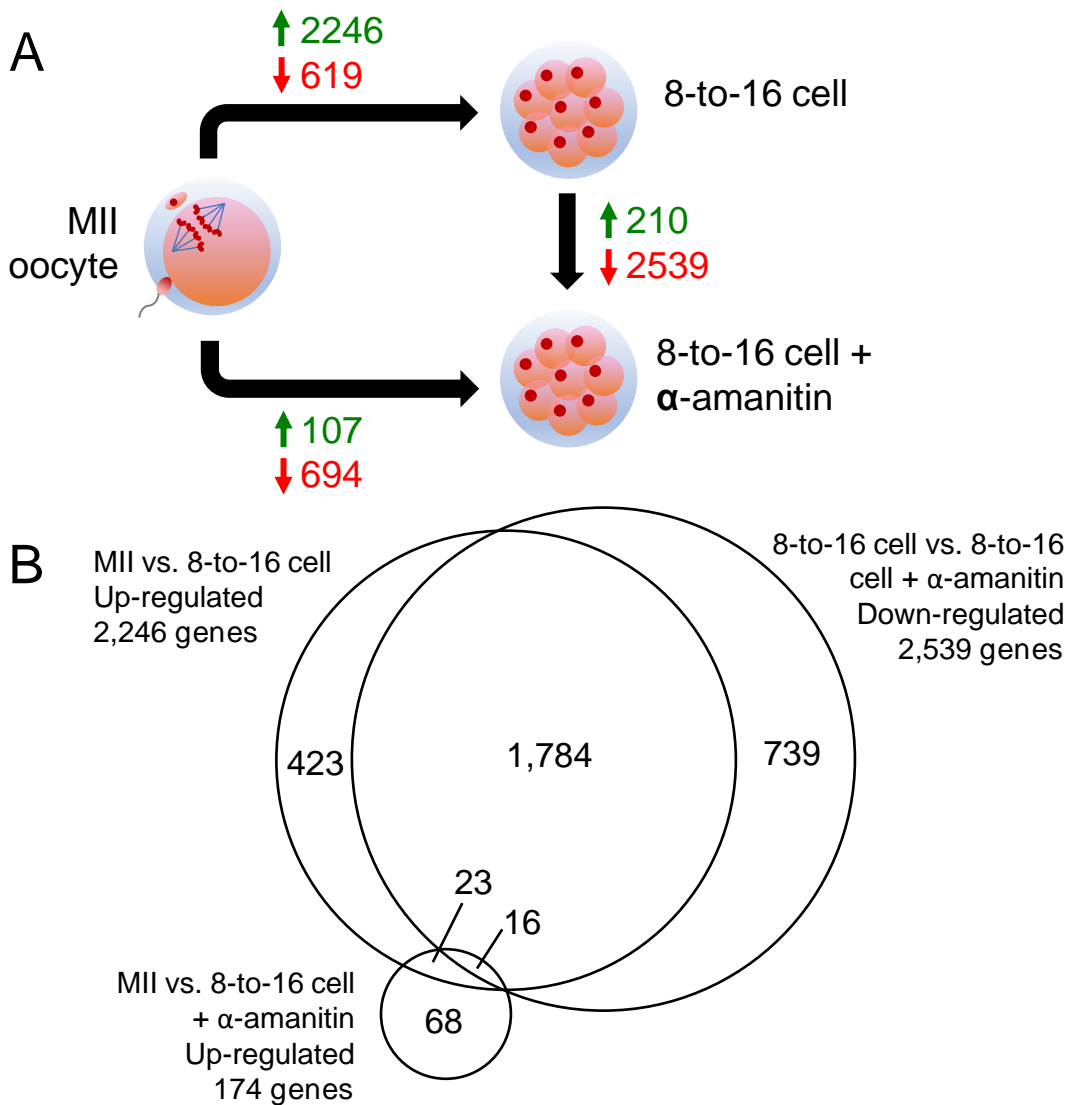 A
↑ 2246
↓ 619
8-to-16 cell
MII
oocyte
↑ 210
↓ 2539
8-to-16 cell +
α-amanitin
↑ 107
↓ 694
B
MII vs. 8-to-16 cell
Up-regulated
2,246 genes
8-to-16 cell vs. 8-to-16
cell + α-amanitin
Down-regulated
2,539 genes
423
1,784
739
23
16
MII vs. 8-to-16 cell
+ α-amanitin
Up-regulated
174 genes
68